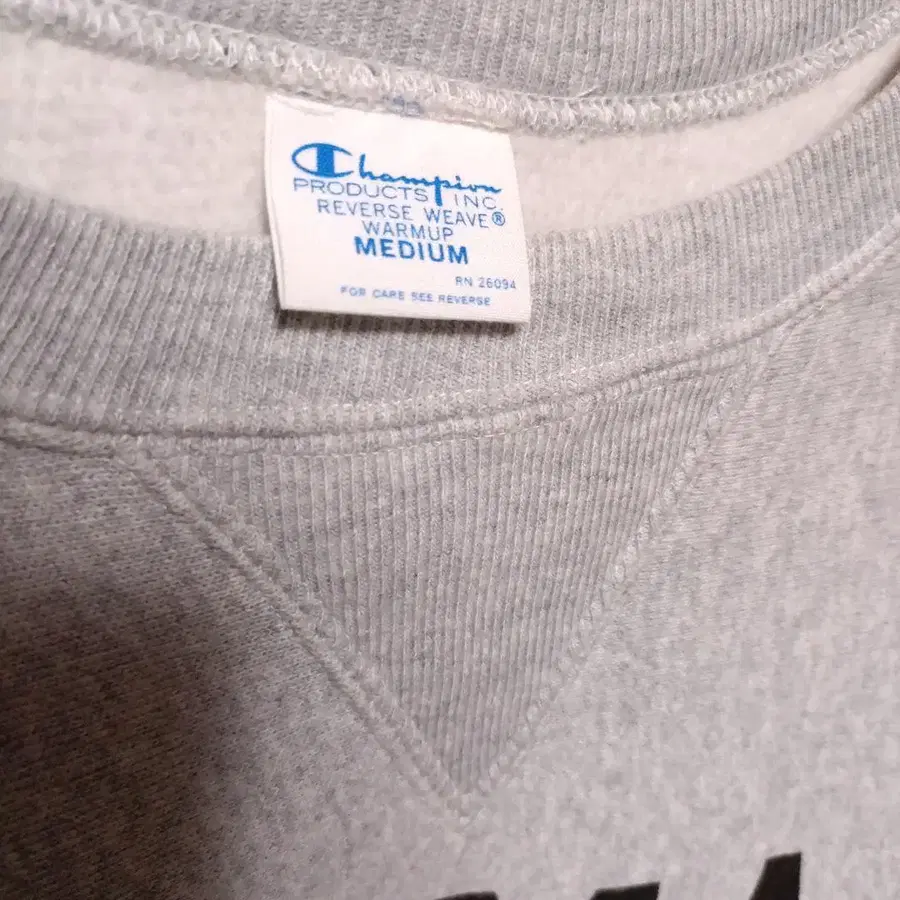 Champion
PRODUCTS INC.
REVERSE WEAVE®
WARMUP
MEDIUM
RN 26094
FOR CARE SEE REVERSE